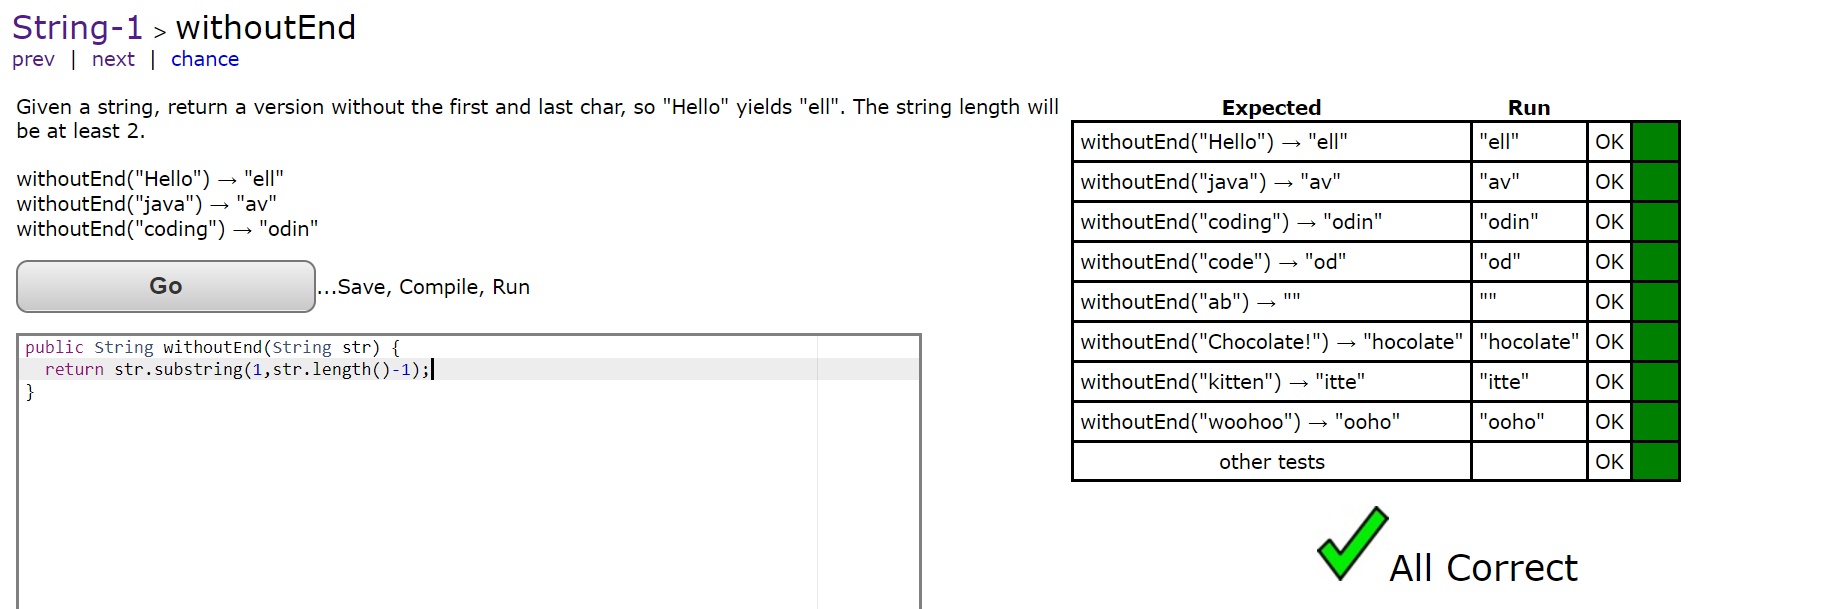 String-1 > withoutEnd
prev | next | chance
Given a string, return a version without the first and last char, so "Hello" yields "ell". The string length will
be at least 2.
withoutEnd("Hello") → "ell"
withoutEnd("java") → "av"
withoutEnd("coding") → "odin"
Go ...Save, Compile, Run
public String withoutEnd(String str) {
  return str.substring(1,str.length()-1);
}
Expected Run
withoutEnd("Hello") → "ell" "ell" OK
withoutEnd("java") → "av" "av" OK
withoutEnd("coding") → "odin" "odin" OK
withoutEnd("code") → "od" "od" OK
withoutEnd("ab") → "" "" OK
withoutEnd("Chocolate!") → "hocolate" "hocolate" OK
withoutEnd("kitten") → "itte" "itte" OK
withoutEnd("woohoo") → "ooho" "ooho" OK
other tests OK
All Correct